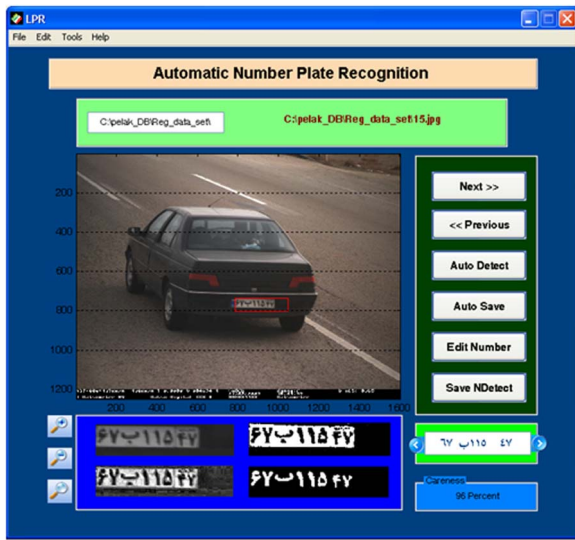 LPR
File Edit Tools Help
Automatic Number Plate Recognition
C:\pelak_DB\Reg_data_set\
C:\pelak_DB\Reg_data_set\15.jpg
200
400
600
800
1000
1200
200 400 600 800 1000 1200 1400 1600
۶۷ب۱۱۵۴۷
Next >>
<< Previous
Auto Detect
Auto Save
Edit Number
Save NDetect
۶۷ب۱۱۵۴۷
۶۷ب۱۱۵۴۷
۶۷ب۱۱۵۴۷
۶۷ب۱۱۵۴۷
۶۷ ب۱۱۵ ۴۷
Careness
96 Percent